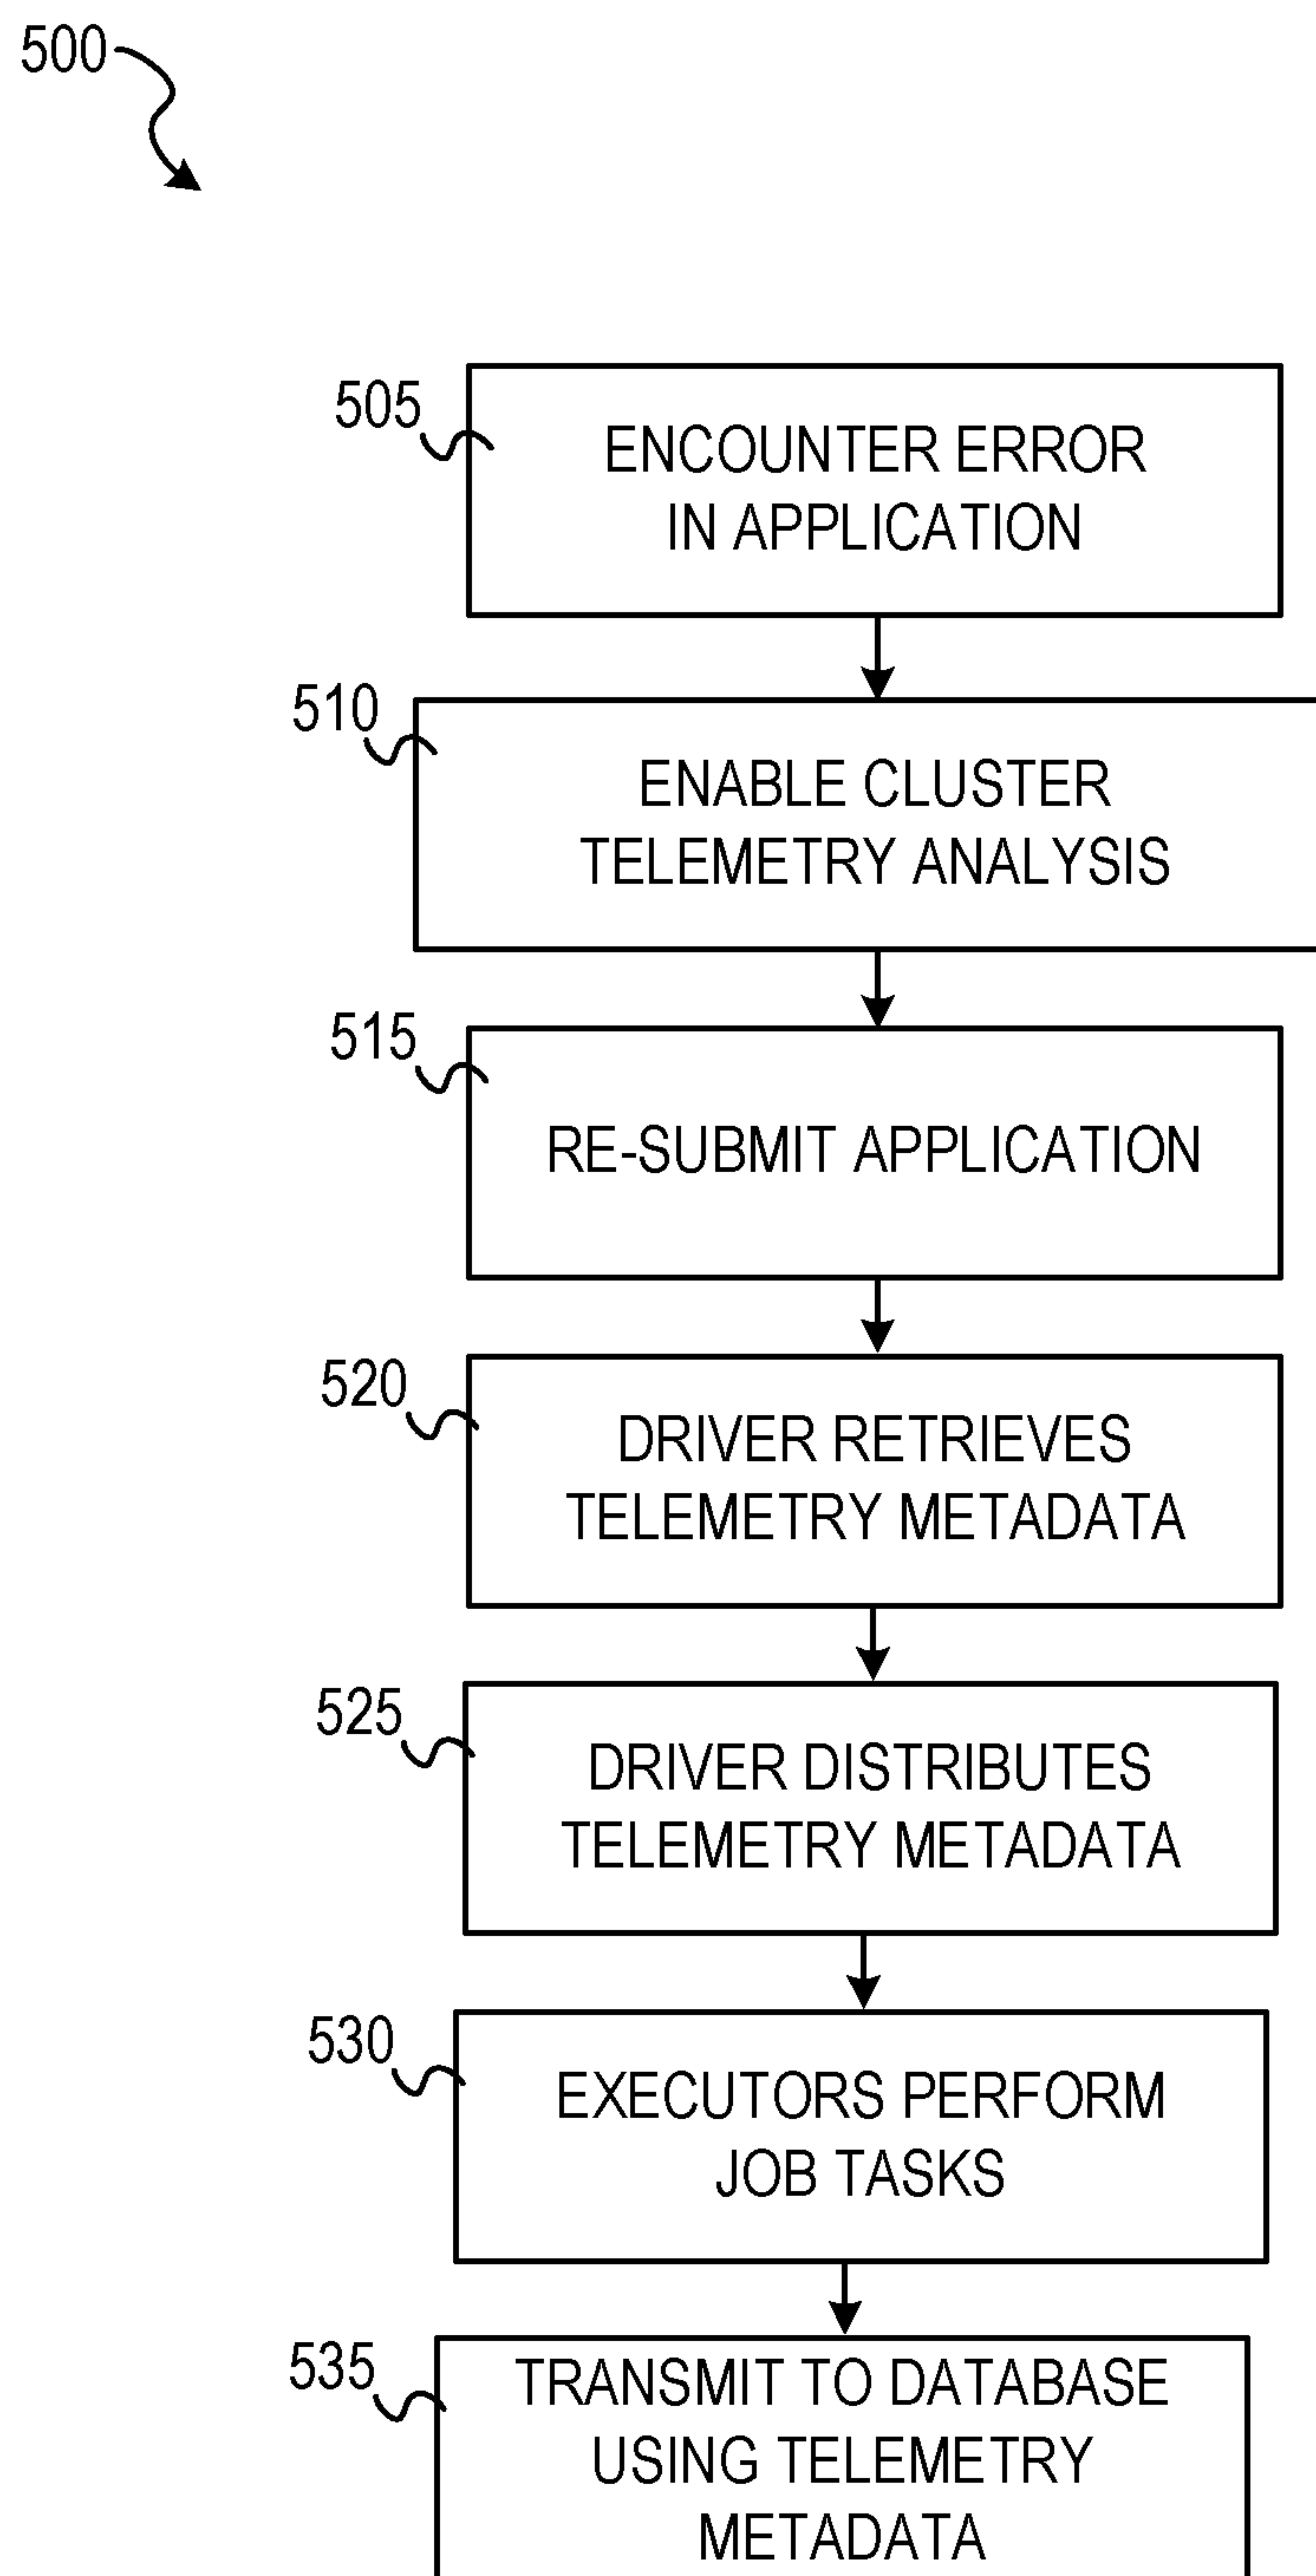 500
505
ENCOUNTER ERROR
IN APPLICATION
510
ENABLE CLUSTER
TELEMETRY ANALYSIS
515
RE-SUBMIT APPLICATION
520
DRIVER RETRIEVES
TELEMETRY METADATA
525
DRIVER DISTRIBUTES
TELEMETRY METADATA
530
EXECUTORS PERFORM
JOB TASKS
535
TRANSMIT TO DATABASE
USING TELEMETRY
METADATA